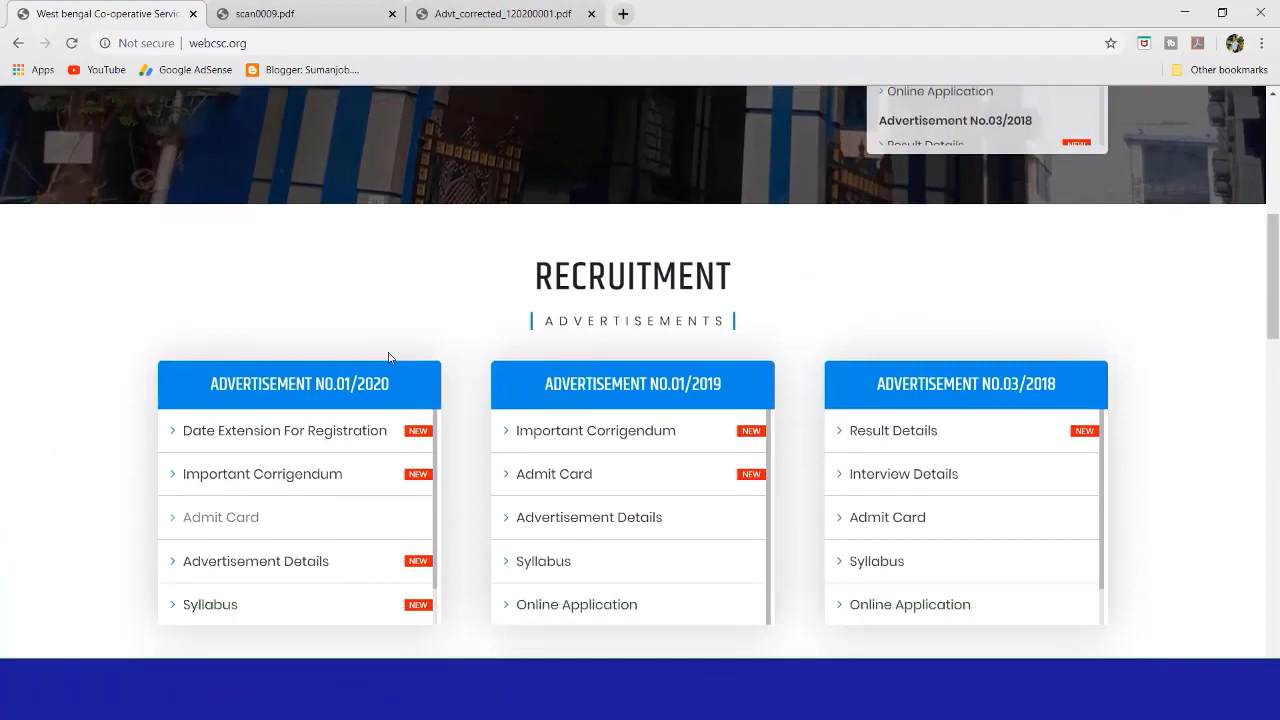 West bengal Co-operative Servic
scan0009.pdf
Advt_corrected_120200001.pdf
Not secure
webcsc.org
Apps
YouTube
Google AdSense
Blogger: Sumanjob....
Other bookmarks
Online Application
Advertisement No.03/2018
Result Details
NEW
RECRUITMENT
ADVERTISEMENTS
ADVERTISEMENT NO.01/2020
Date Extension For Registration NEW
Important Corrigendum NEW
Admit Card
Advertisement Details NEW
Syllabus NEW
ADVERTISEMENT NO.01/2019
Important Corrigendum NEW
Admit Card NEW
Advertisement Details
Syllabus
Online Application
ADVERTISEMENT NO.03/2018
Result Details NEW
Interview Details
Admit Card
Syllabus
Online Application